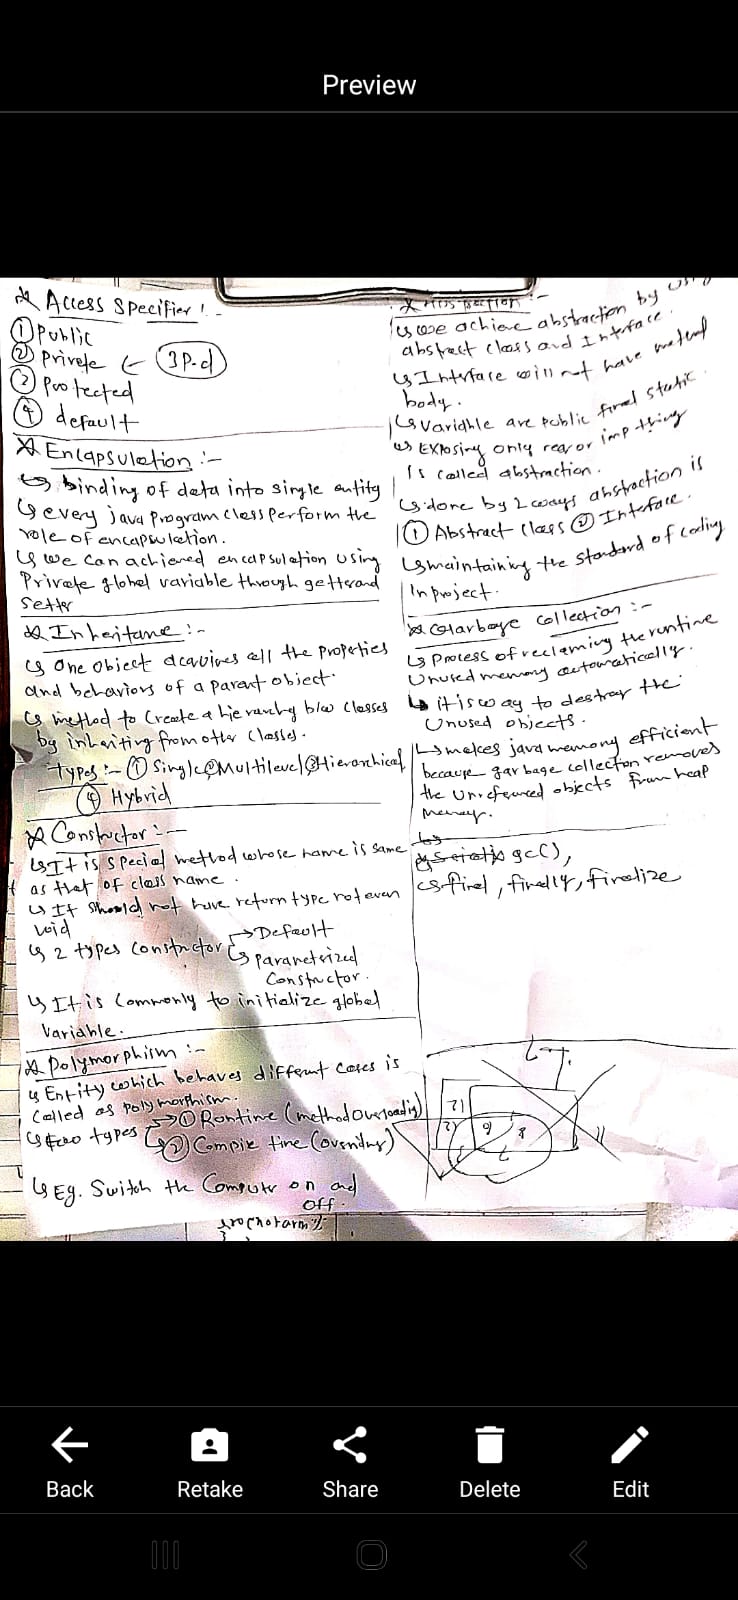 Preview
☆ Access Specifier :-
① Public
② Private ← 3P-d
③ Protected
④ default
☆ Encapsulation :-
↳ binding of data into single entity
↳ every java program class perform the
role of encapsulation.
↳ we can achieved encapsulation using
Private global variable through getter and
setter
☆ Inheritance :-
↳ one object acquires all the properties
and behaviors of a parent object.
↳ method to create a hierarchy b/w classes
by inheriting from other classes.
types :- ① Single ② Multilevel ③ Hierarchical
④ Hybrid
☆ Constructor :-
↳ It is special method whose name is same
as that of class name.
↳ It should not have return type not even
void
↳ 2 types constructor → Default
↳ parametrized
Constructor.
↳ It is commonly to initialize global
Variable.
☆ Polymorphism :-
↳ Entity which behaves different cases is
called as polymorthism.
↳ two types → ① Runtime (method Overloading)
↳ ② Compile time (overriding)
↳ Eg. Switch the Computer on and
off.
:-
↳ we achieve abstraction by using
abstract class and Interface.
↳ Interface will not have method
body.
↳ variable are public final static.
↳ Exposing only imp thing
is called abstraction.
↳ done by 2 ways abstraction is
① Abstract class ② Interface.
↳ maintaining the standard of coding
in project.
☆ Garbage collection :-
↳ Process of reclaming the runtime
Unused memory automatically.
↳ it is way to destroy the
Unused objects.
↳ makes java memory efficient
because garbage collection removes
the unrefernced objects from heap
memory.
gc(),
↳ final, finally, finalize
Back Retake Share Delete Edit